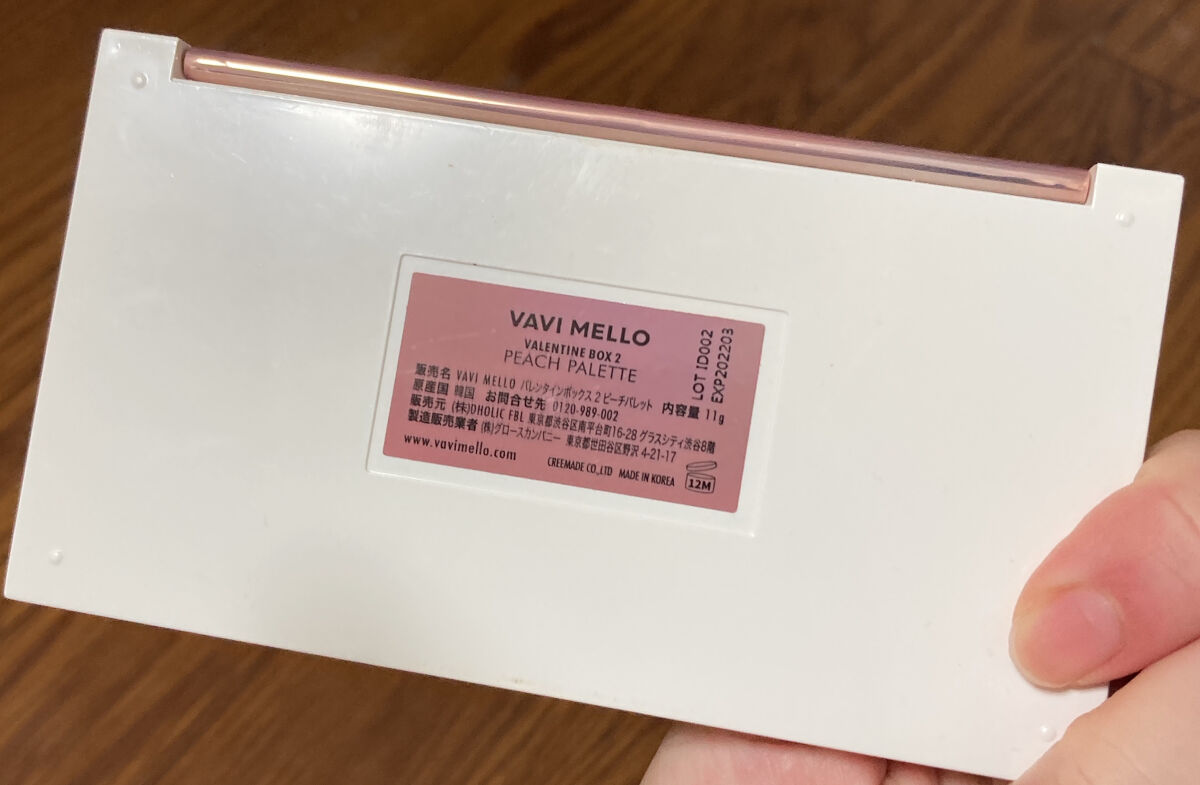 VAVI MELLO
VALENTINE BOX 2
PEACH PALETTE
販売名 VAVI MELLO バレンタインボックス 2 ピーチパレット
原産国 韓国 お問合せ先 0120-989-002 内容量 11g
販売元 (株)DHOLIC FBL 東京都渋谷区南平台町16-28 グラスシティ渋谷8階
製造販売業者 (株)グロースカンパニー 東京都世田谷区野沢 4-21-17
www.vavimello.com CREEMADE CO.,LTD MADE IN KOREA 12M
LOT ID002
EXP202203